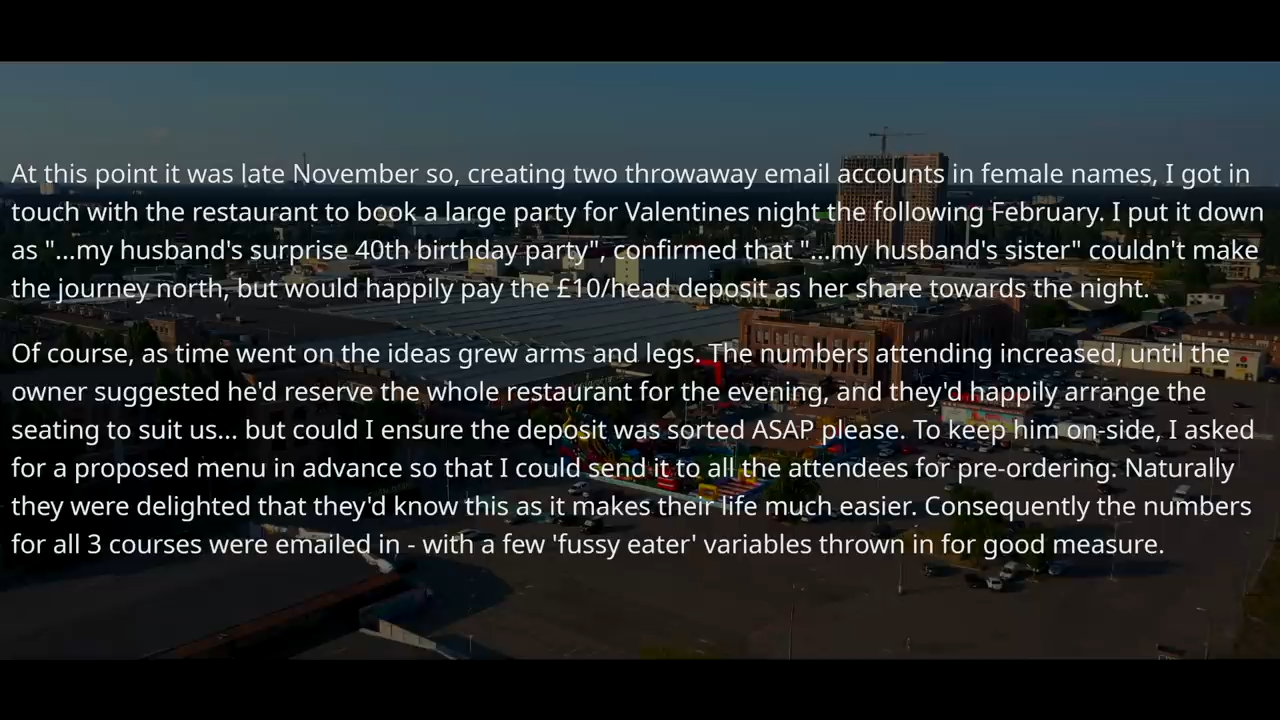 At this point it was late November so, creating two throwaway email accounts in female names, I got in
touch with the restaurant to book a large party for Valentines night the following February. I put it down
as "...my husband's surprise 40th birthday party", confirmed that "...my husband's sister" couldn't make
the journey north, but would happily pay the £10/head deposit as her share towards the night.
Of course, as time went on the ideas grew arms and legs. The numbers attending increased, until the
owner suggested he'd reserve the whole restaurant for the evening, and they'd happily arrange the
seating to suit us... but could I ensure the deposit was sorted ASAP please. To keep him on-side, I asked
for a proposed menu in advance so that I could send it to all the attendees for pre-ordering. Naturally
they were delighted that they'd know this as it makes their life much easier. Consequently the numbers
for all 3 courses were emailed in - with a few 'fussy eater' variables thrown in for good measure.